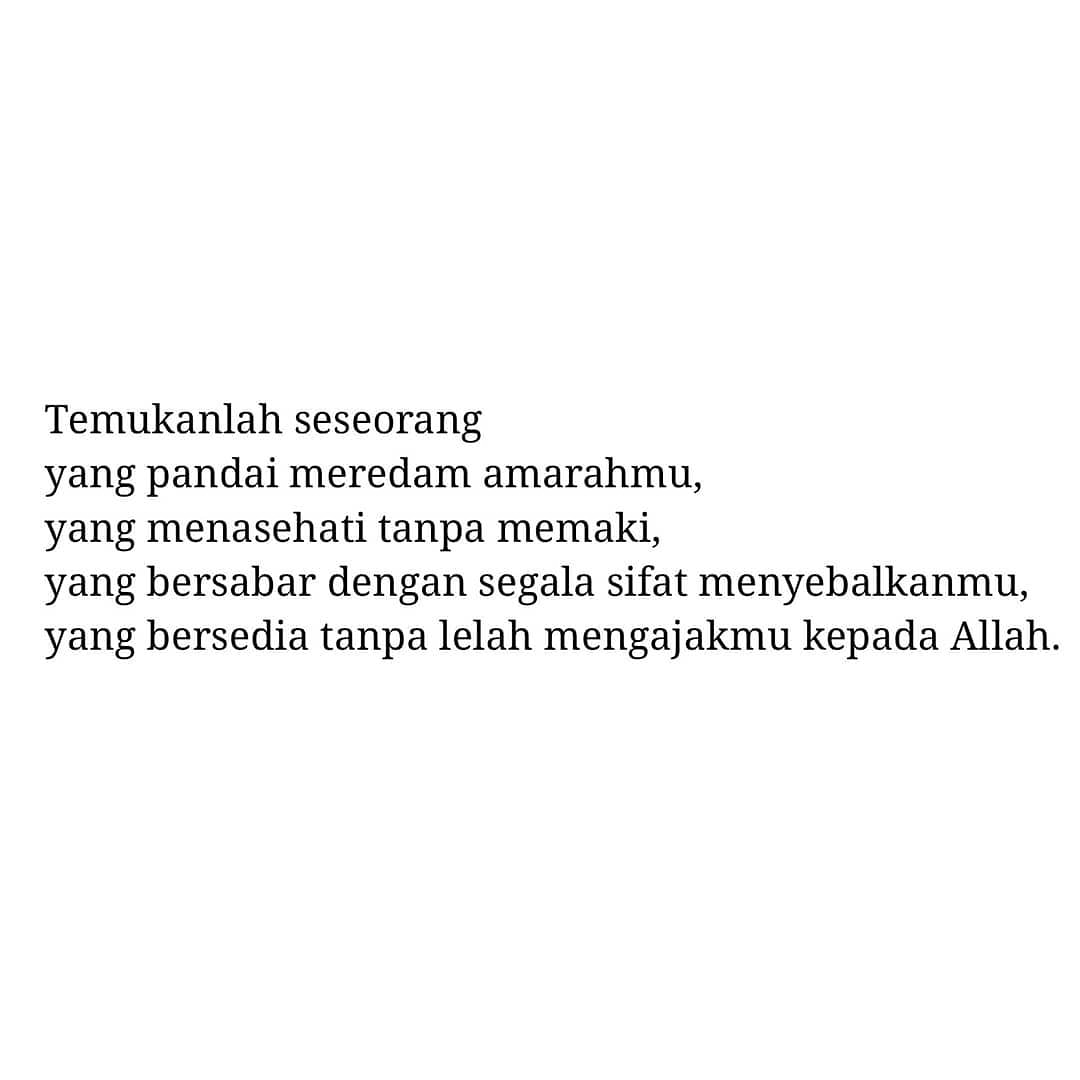 Temukanlah seseorang
yang pandai meredam amarahmu,
yang menasehati tanpa memaki,
yang bersabar dengan segala sifat menyebalkanmu,
yang bersedia tanpa lelah mengajakmu kepada Allah.